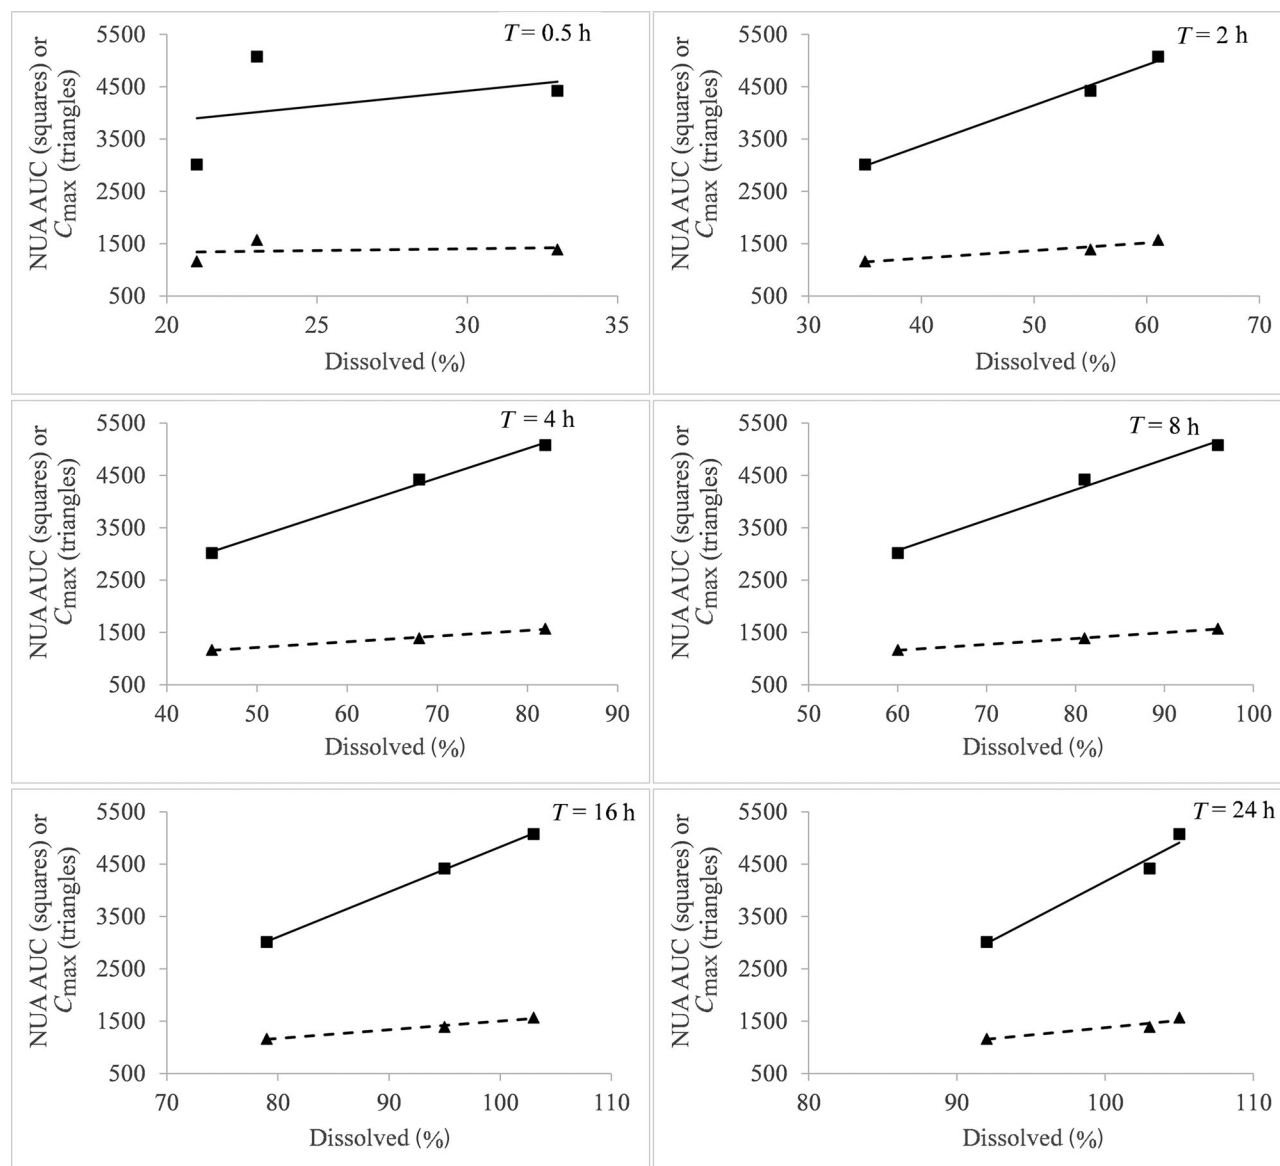 NUA AUC (squares) or
Cmax (triangles)
5500
4500
3500
2500
1500
500
20 25 30 35
Dissolved (%)
T = 0.5 h
NUA AUC (squares) or
Cmax (triangles)
5500
4500
3500
2500
1500
500
30 40 50 60 70
Dissolved (%)
T = 2 h
NUA AUC (squares) or
Cmax (triangles)
5500
4500
3500
2500
1500
500
40 50 60 70 80 90
Dissolved (%)
T = 4 h
NUA AUC (squares) or
Cmax (triangles)
5500
4500
3500
2500
1500
500
50 60 70 80 90 100
Dissolved (%)
T = 8 h
NUA AUC (squares) or
Cmax (triangles)
5500
4500
3500
2500
1500
500
70 80 90 100 110
Dissolved (%)
T = 16 h
NUA AUC (squares) or
Cmax (triangles)
5500
4500
3500
2500
1500
500
80 90 100 110
Dissolved (%)
T = 24 h